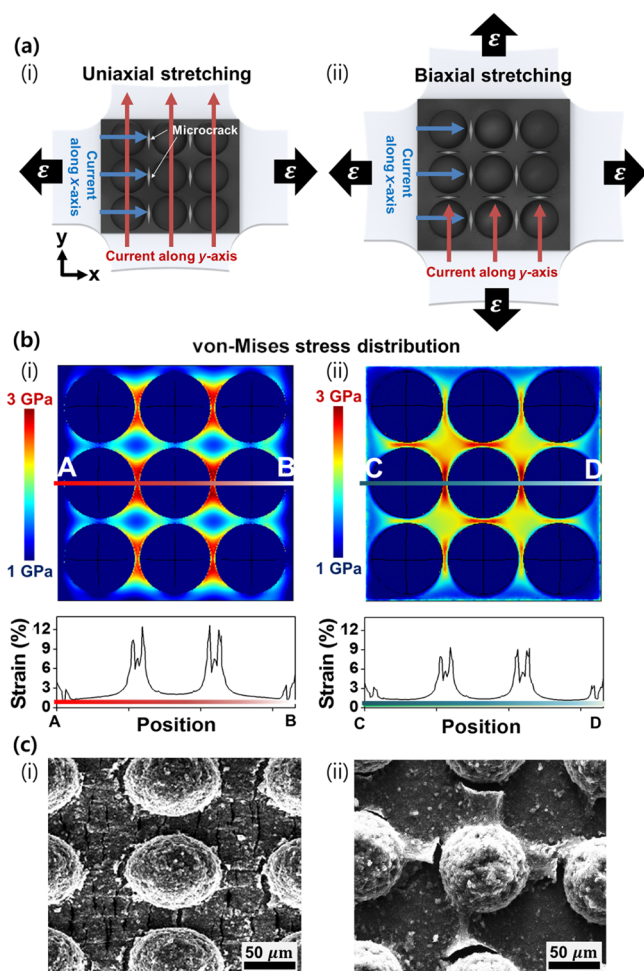 (a)
(i)
Uniaxial stretching
(ii)
Biaxial stretching
ε
Microcrack
Current
along x-axis
ε
ε
y
x
Current along y-axis
ε
Current
along x-axis
ε
Current along y-axis
ε
(b)
von-Mises stress distribution
(i)
(ii)
3 GPa
A
B
1 GPa
3 GPa
C
D
1 GPa
Strain (%)
12
9
6
3
0
A
Position
B
Strain (%)
12
9
6
3
0
C
Position
D
(c)
(i)
(ii)
50 μm
50 μm